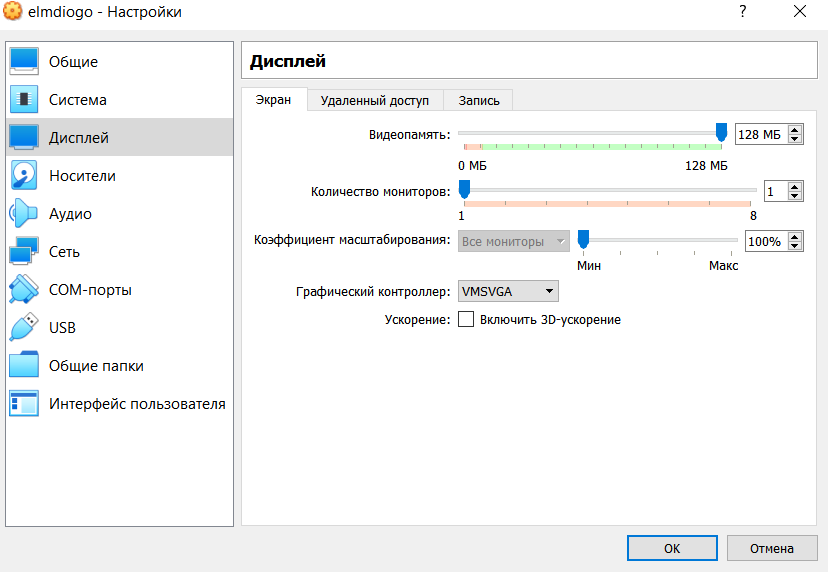 elmdiogo - Настройки
?
Общие
Система
Дисплей
Носители
Аудио
Сеть
COM-порты
USB
Общие папки
Интерфейс пользователя
Дисплей
Экран Удаленный доступ Запись
Видеопамять: 128 МБ
0 МБ 128 МБ
Количество мониторов: 1
1 8
Коэффициент масштабирования: Все мониторы 100%
Мин Макс
Графический контроллер: VMSVGA
Ускорение: Включить 3D-ускорение
OK Отмена